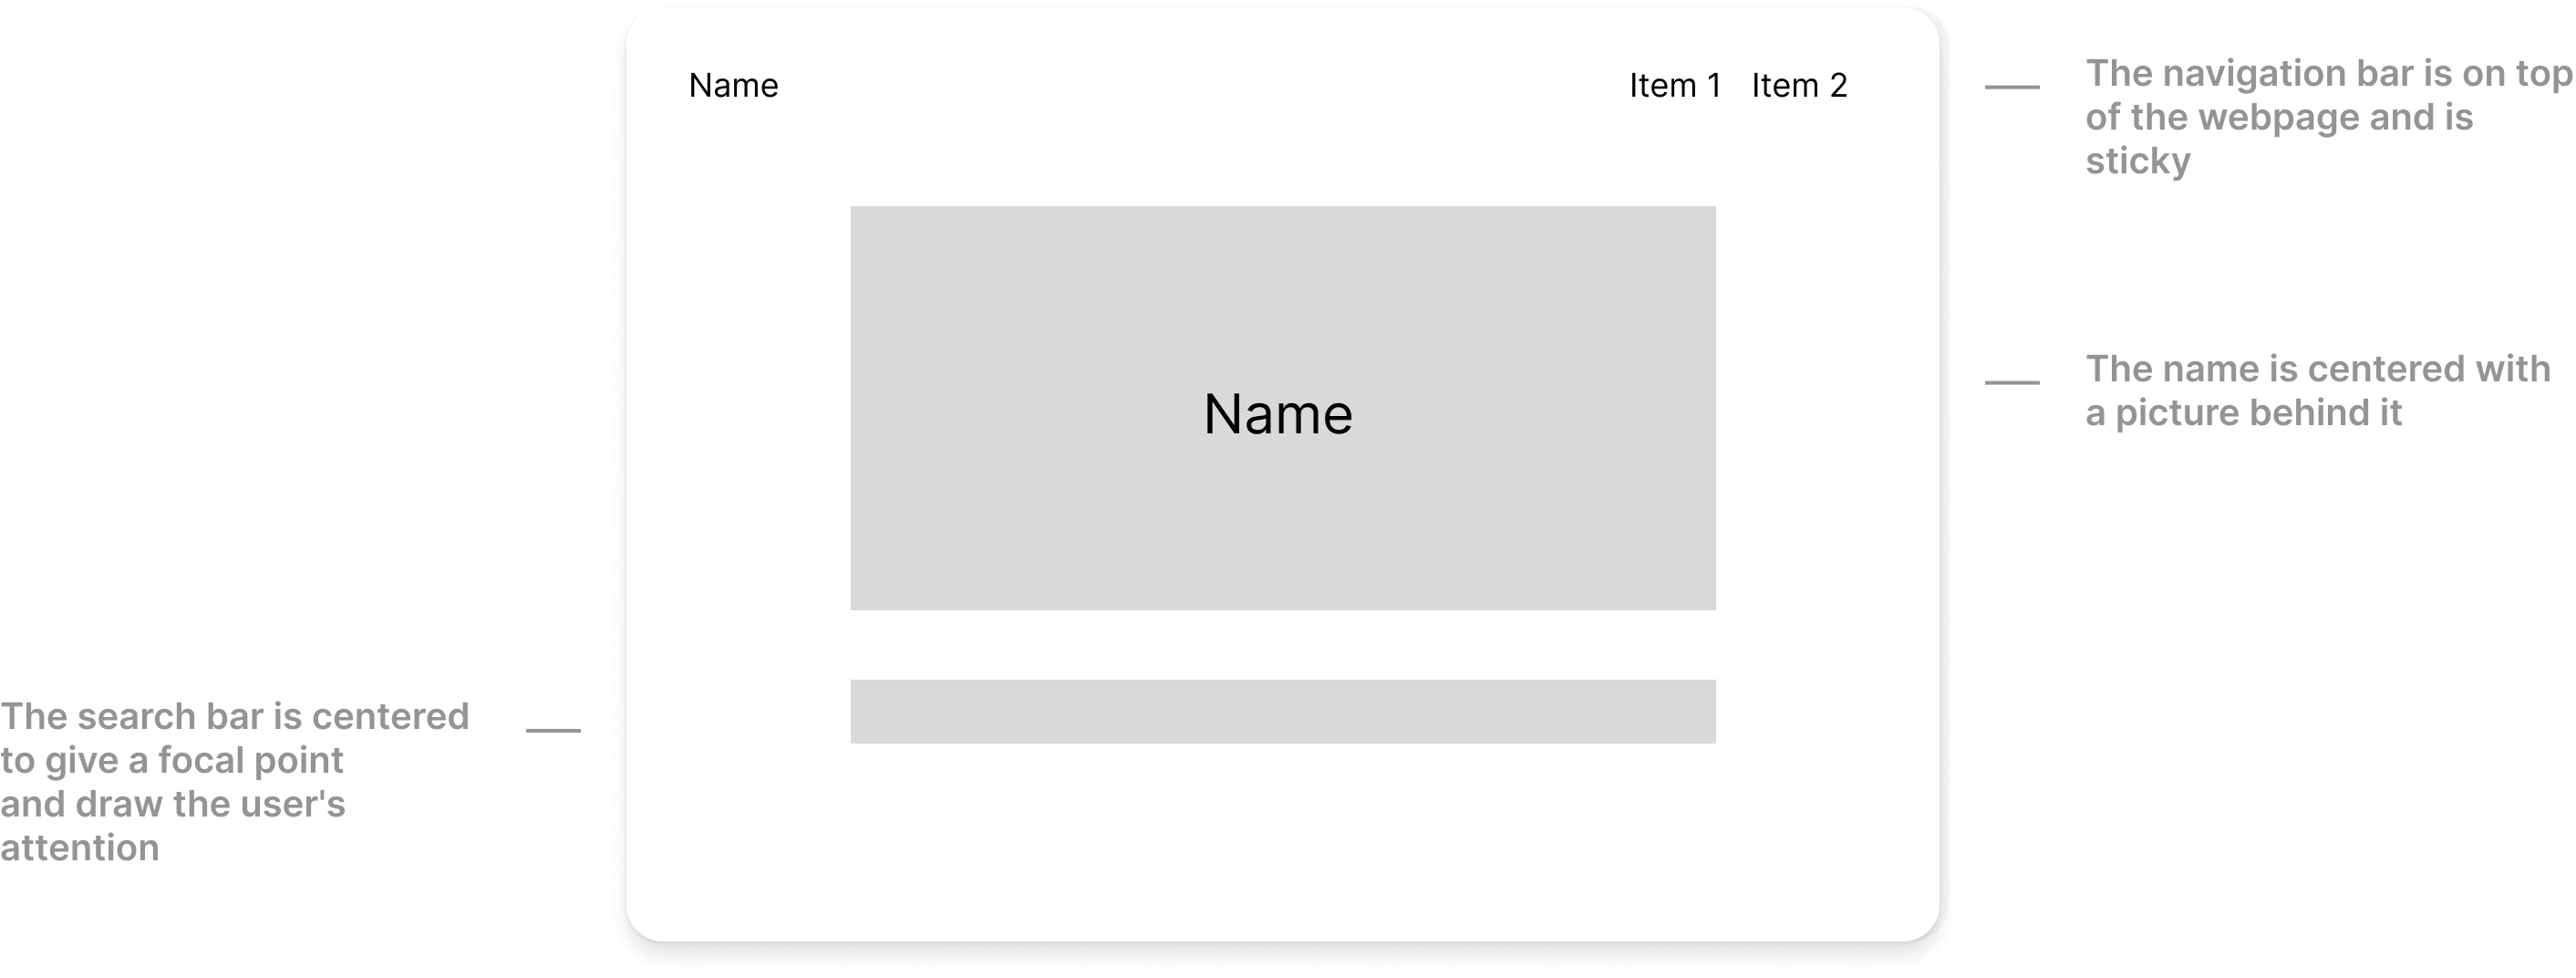 Name
Item 1 Item 2
The navigation bar is on top
of the webpage and is
sticky
The name is centered with
a picture behind it
Name
The search bar is centered
to give a focal point
and draw the user's
attention